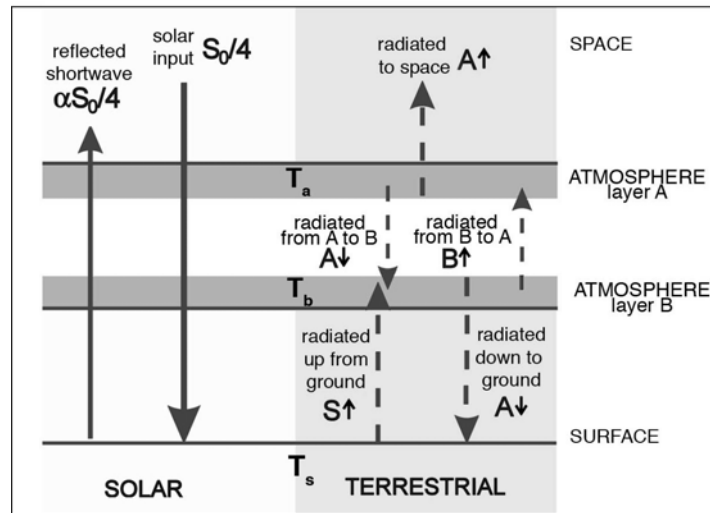 reflected
shortwave
αS₀/4
solar
input S₀/4
radiated
to space A↑
SPACE
Tₐ
ATMOSPHERE
layer A
radiated
from A to B
A↓
radiated
from B to A
B↑
T_b
ATMOSPHERE
layer B
radiated
up from
ground
S↑
radiated
down to
ground
A↓
SURFACE
Tₛ
SOLAR
TERRESTRIAL